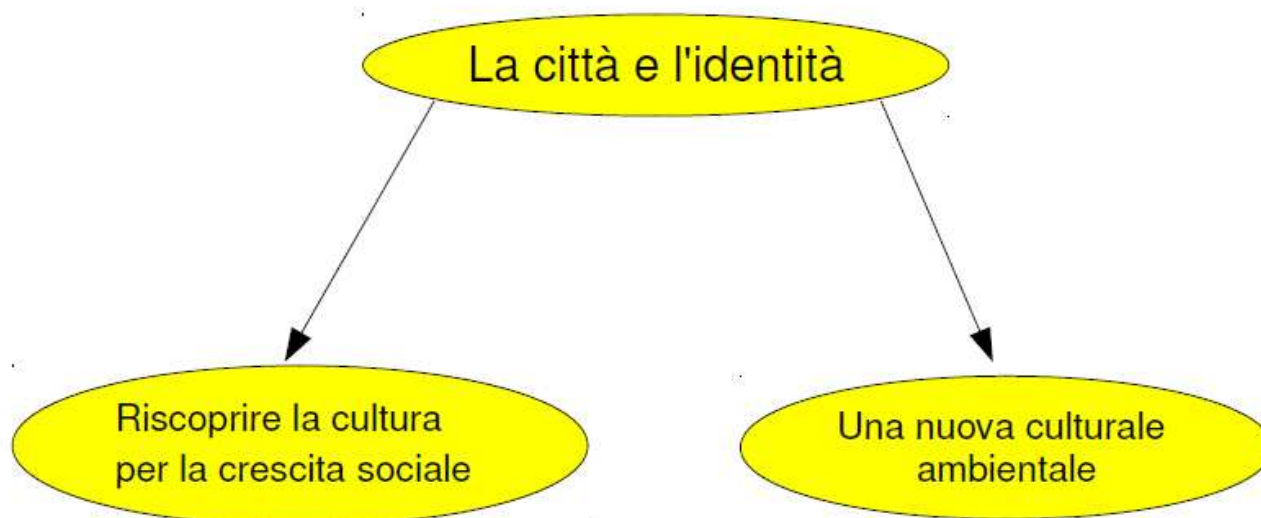 La città e l'identità
Riscoprire la cultura
per la crescita sociale
Una nuova culturale
ambientale